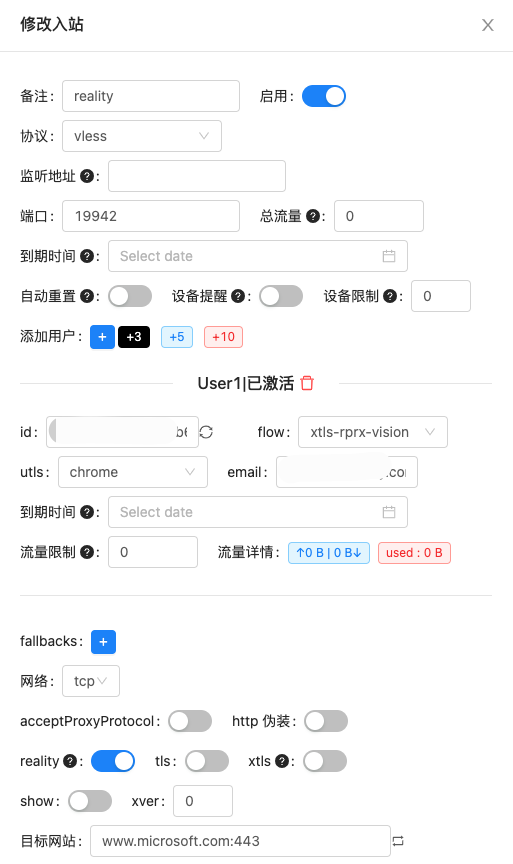 修改入站
备注: reality 启用:
协议: vless
监听地址 ?:
端口: 19942 总流量 ?: 0
到期时间 ?: Select date
自动重置 ?: 设备提醒 ?: 设备限制 ?: 0
添加用户: + +3 +5 +10
User1|已激活
id: flow: xtls-rprx-vision
utls: chrome email:
到期时间 ?: Select date
流量限制 ?: 0 流量详情: ↑0 B | 0 B↓ used : 0 B
fallbacks: +
网络: tcp
acceptProxyProtocol: http 伪装:
reality ?: tls: xtls ?:
show: xver: 0
目标网站: www.microsoft.com:443